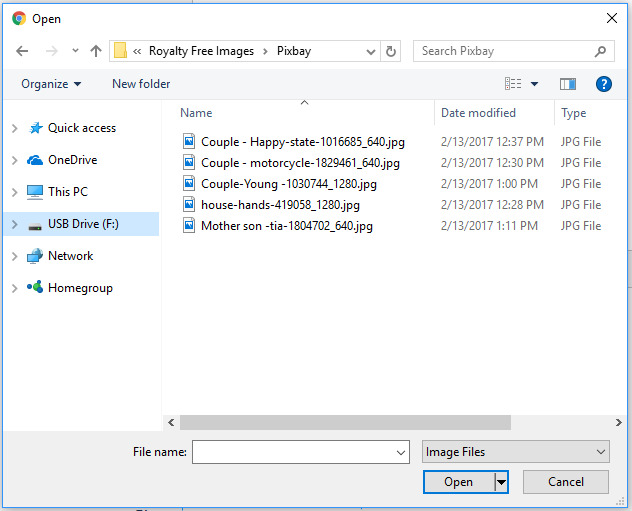 Open
« Royalty Free Images › Pixbay
Search Pixbay
Organize
New folder
?
Name
Date modified
Type
Quick access
OneDrive
This PC
USB Drive (F:)
Network
Homegroup
Couple - Happy-state-1016685_640.jpg 2/13/2017 12:37 PM JPG File
Couple - motorcycle-1829461_640.jpg 2/13/2017 12:30 PM JPG File
Couple-Young -1030744_1280.jpg 2/13/2017 1:00 PM JPG File
house-hands-419058_1280.jpg 2/13/2017 12:28 PM JPG File
Mother son -tia-1804702_640.jpg 2/13/2017 1:11 PM JPG File
File name:
Image Files
Open
Cancel